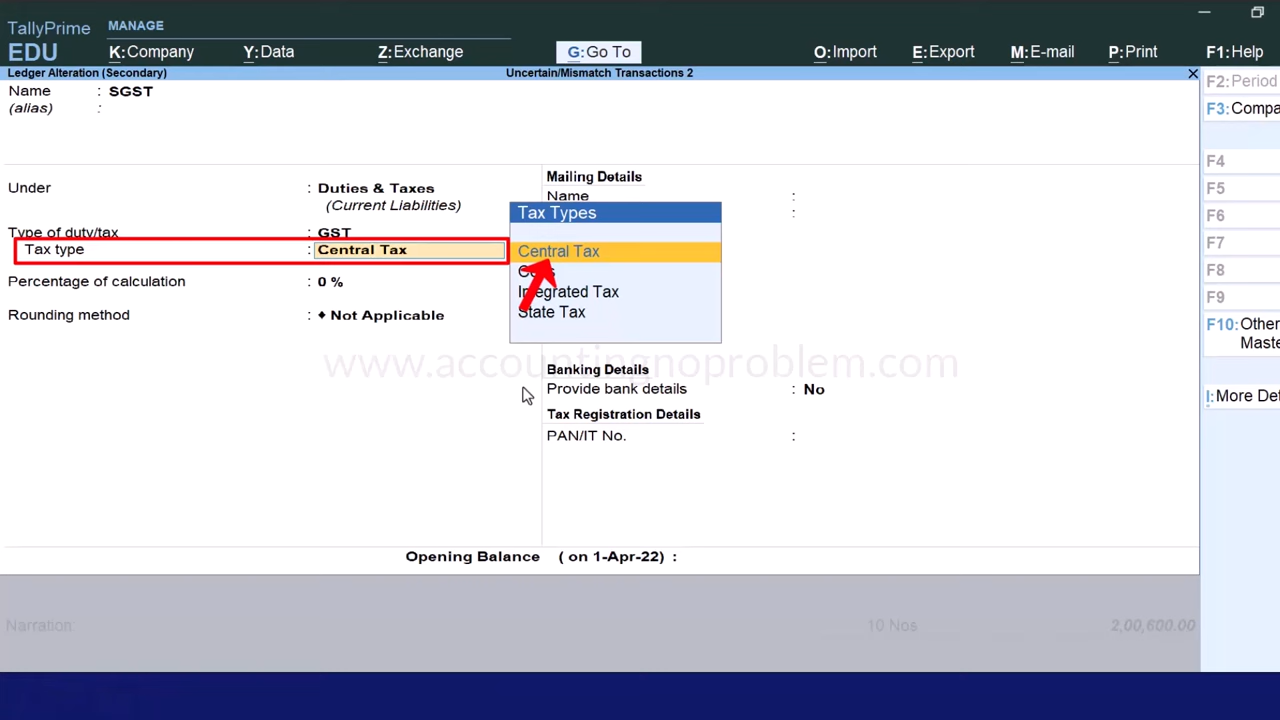 TallyPrime
EDU
MANAGE
K:Company
Y:Data
Z:Exchange
G:Go To
O:Import
E:Export
M:E-mail
P:Print
F1:Help
Ledger Alteration (Secondary)
Uncertain/Mismatch Transactions 2
Name : SGST
(alias) :
Under : Duties & Taxes
(Current Liabilities)
Type of duty/tax : GST
Tax type : Central Tax
Percentage of calculation : 0 %
Rounding method : ♦ Not Applicable
Mailing Details
Name :
:
Tax Types
Central Tax
Integrated Tax
State Tax
www.accountingnoproblem.com
Banking Details
Provide bank details : No
Tax Registration Details
PAN/IT No. :
Opening Balance ( on 1-Apr-22) :
Narration:
10 Nos
2,00,600.00
F2:Period
F3:Compa
F4
F5
F6
F7
F8
F9
F10:Other
Maste
I:More Det